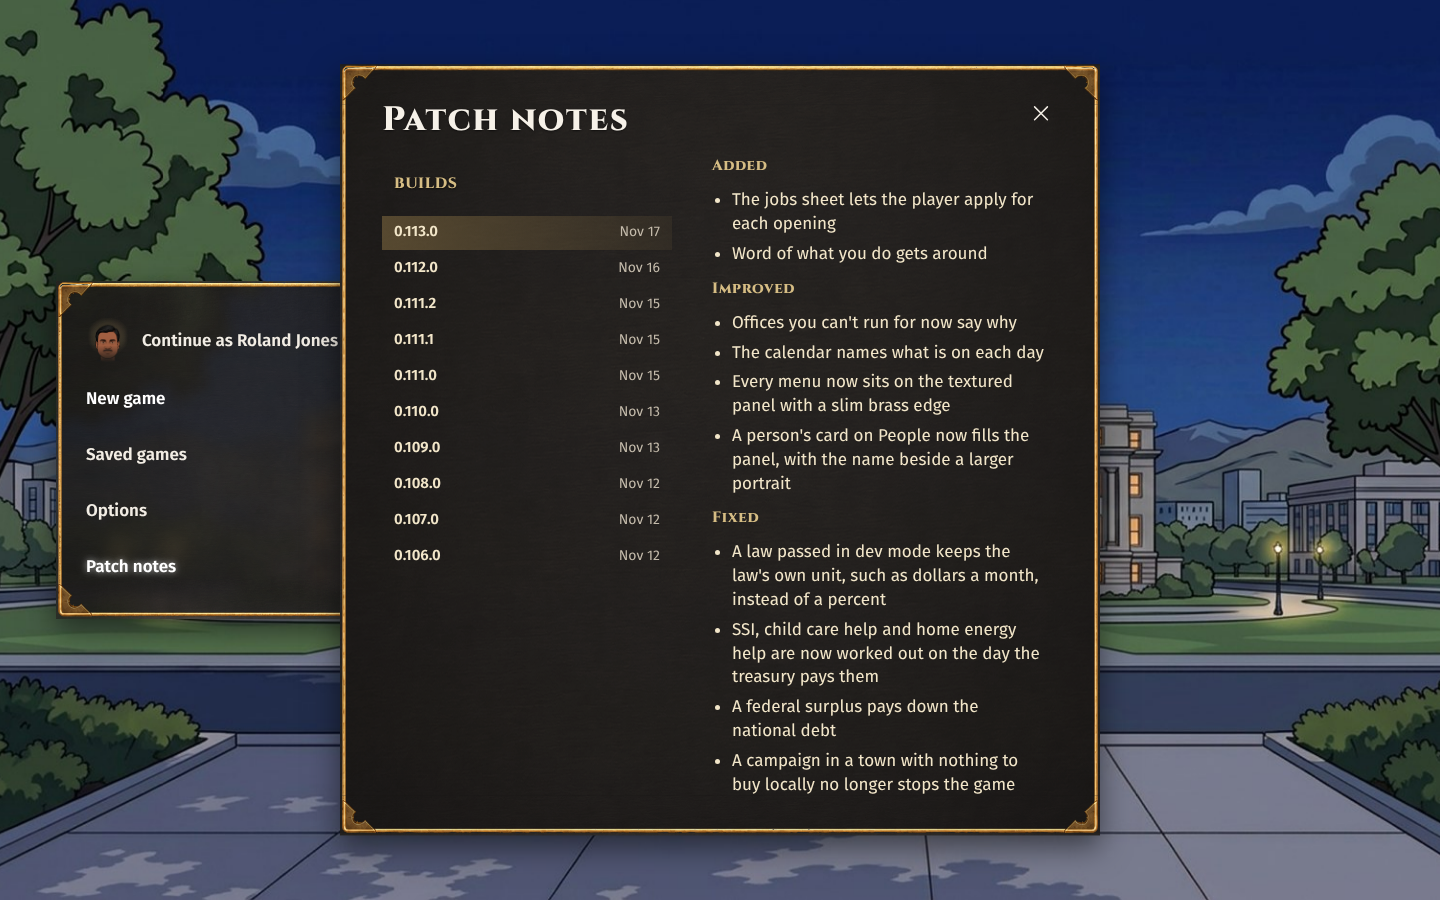 Patch notes
Builds
0.113.0 Nov 17
0.112.0 Nov 16
0.111.2 Nov 15
0.111.1 Nov 15
0.111.0 Nov 15
0.110.0 Nov 13
0.109.0 Nov 13
0.108.0 Nov 12
0.107.0 Nov 12
0.106.0 Nov 12
Added
• The jobs sheet lets the player apply for
each opening
• Word of what you do gets around
Improved
• Offices you can't run for now say why
• The calendar names what is on each day
• Every menu now sits on the textured
panel with a slim brass edge
• A person's card on People now fills the
panel, with the name beside a larger
portrait
Fixed
• A law passed in dev mode keeps the
law's own unit, such as dollars a month,
instead of a percent
• SSI, child care help and home energy
help are now worked out on the day the
treasury pays them
• A federal surplus pays down the
national debt
• A campaign in a town with nothing to
buy locally no longer stops the game
Continue as Roland Jones
New game
Saved games
Options
Patch notes